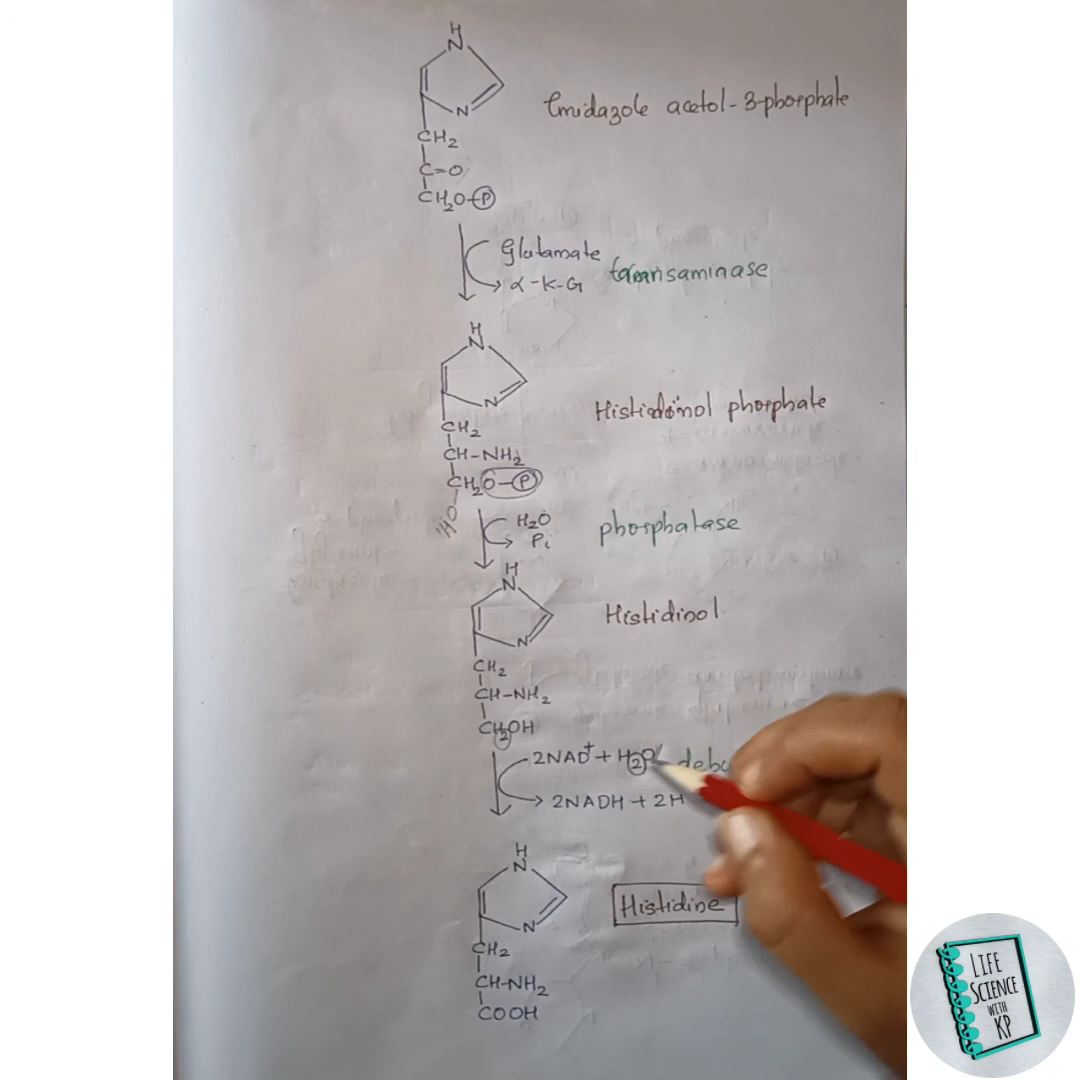 H
N
N
Imidazole acetol-3-phosphate
CH2
C=O
CH2O-P
Glutamate
α-K-G
transaminase
H
N
N
Histidinol phosphate
CH2
CH-NH2
CH2O-P
HO
H2O
Pi
phosphatase
H
N
N
Histidinol
CH2
CH-NH2
CH2OH
2NAD+ + H2O
2NADH + 2H
H
N
N
Histidine
CH2
CH-NH2
COOH
LIFE
SCIENCE
WITH
KP